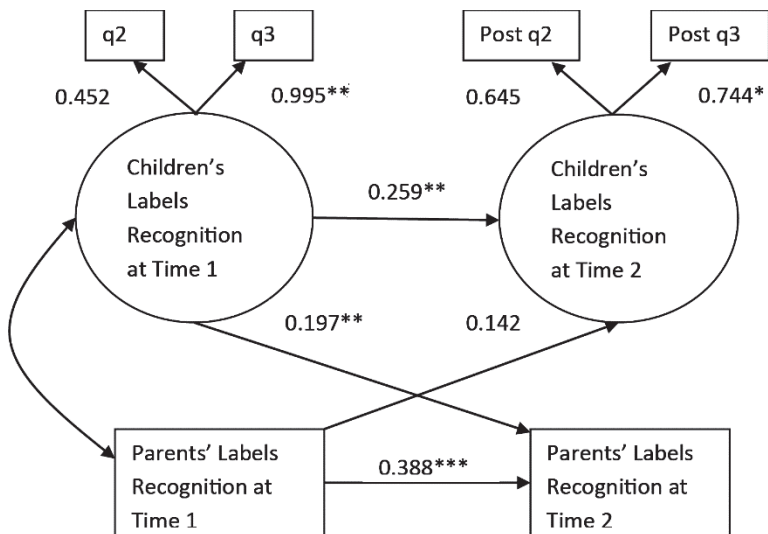 q2
q3
Post q2
Post q3
0.452
0.995**
0.645
0.744*
Children’s
Labels
Recognition
at Time 1
0.259**
Children’s
Labels
Recognition
at Time 2
0.197**
0.142
Parents’ Labels
Recognition at
Time 1
0.388***
Parents’ Labels
Recognition at
Time 2